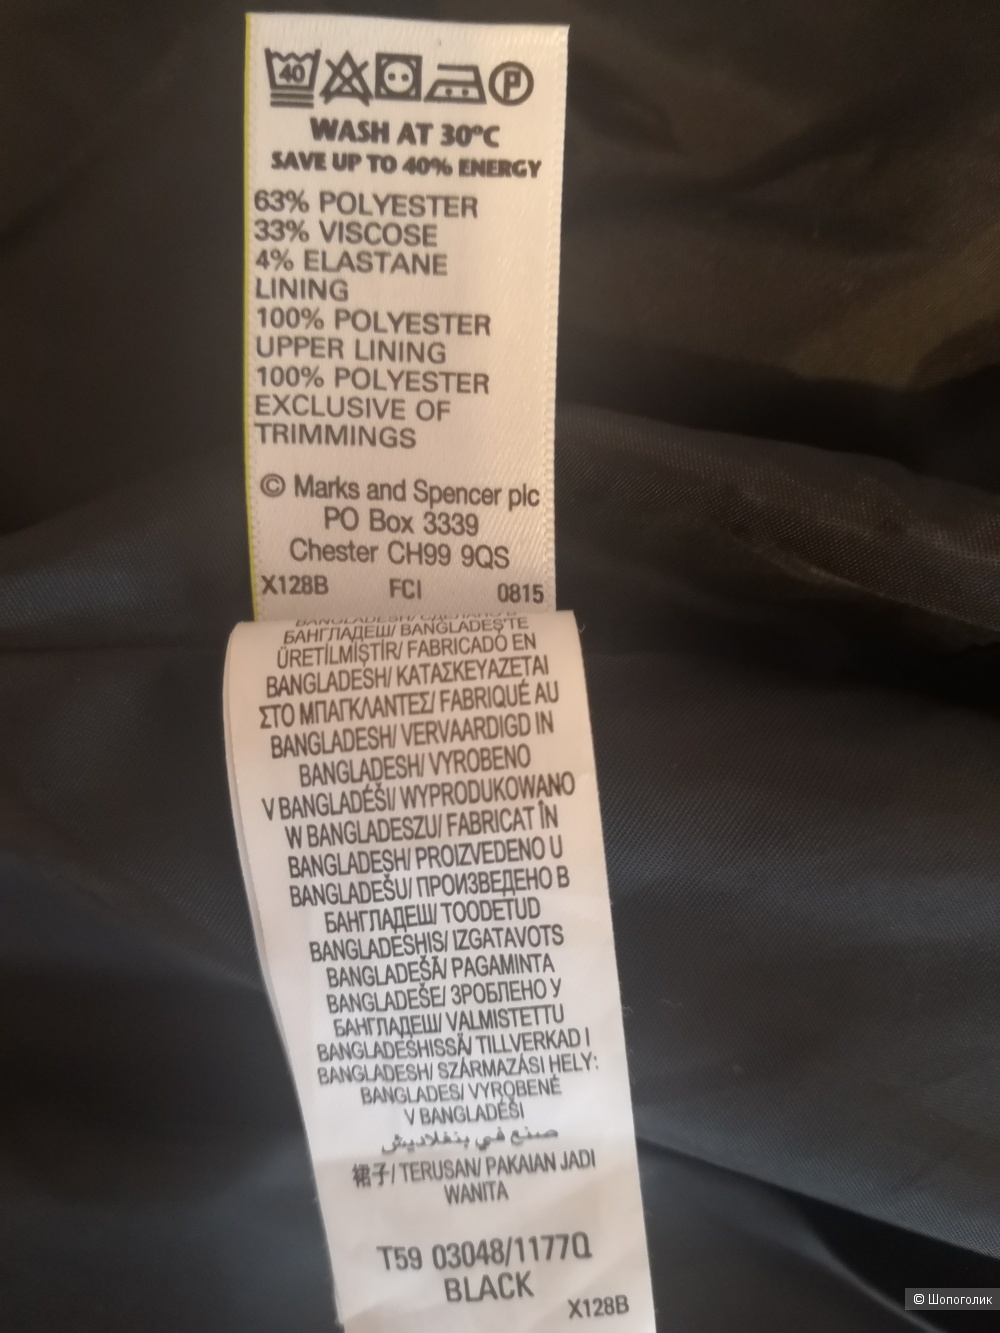 40
P
WASH AT 30°C
SAVE UP TO 40% ENERGY
63% POLYESTER
33% VISCOSE
4% ELASTANE
LINING
100% POLYESTER
UPPER LINING
100% POLYESTER
EXCLUSIVE OF
TRIMMINGS
© Marks and Spencer plc
PO Box 3339
Chester CH99 9QS
X128B FCI 0815
БАНГЛАДЕШ/ BANGLADEŞ'TE
ÜRETİLMİŞTİR/ FABRICADO EN
BANGLADESH/ ΚΑΤΑΣΚΕΥΑΖΕΤΑΙ
ΣΤΟ ΜΠΑΓΚΛΑΝΤΕΣ/ FABRIQUÉ AU
BANGLADESH/ VERVAARDIGD IN
BANGLADESH/ VYROBENO
V BANGLADÉŠI/ WYPRODUKOWANO
W BANGLADESZU/ FABRICAT ÎN
BANGLADESH/ PROIZVEDENO U
BANGLADEŠU/ ПРОИЗВЕДЕНО В
БАНГЛАДЕШ/ TOODETUD
BANGLADESHIS/ IZGATAVOTS
BANGLADEŠĀ/ PAGAMINTA
BANGLADEŠE/ ЗРОБЛЕНО У
БАНГЛАДЕШ/ VALMISTETTU
BANGLADESHISSA/ TILLVERKAD I
BANGLADESH/ SZÁRMAZÁSI HELY:
BANGLADES/ VYROBENÉ
V BANGLADÉŠI
صنع في بنغلاديش
裙子/ TERUSAN/ PAKAIAN JADI
WANITA
T59 03048/1177Q
BLACK
X128B
© Шопоголик